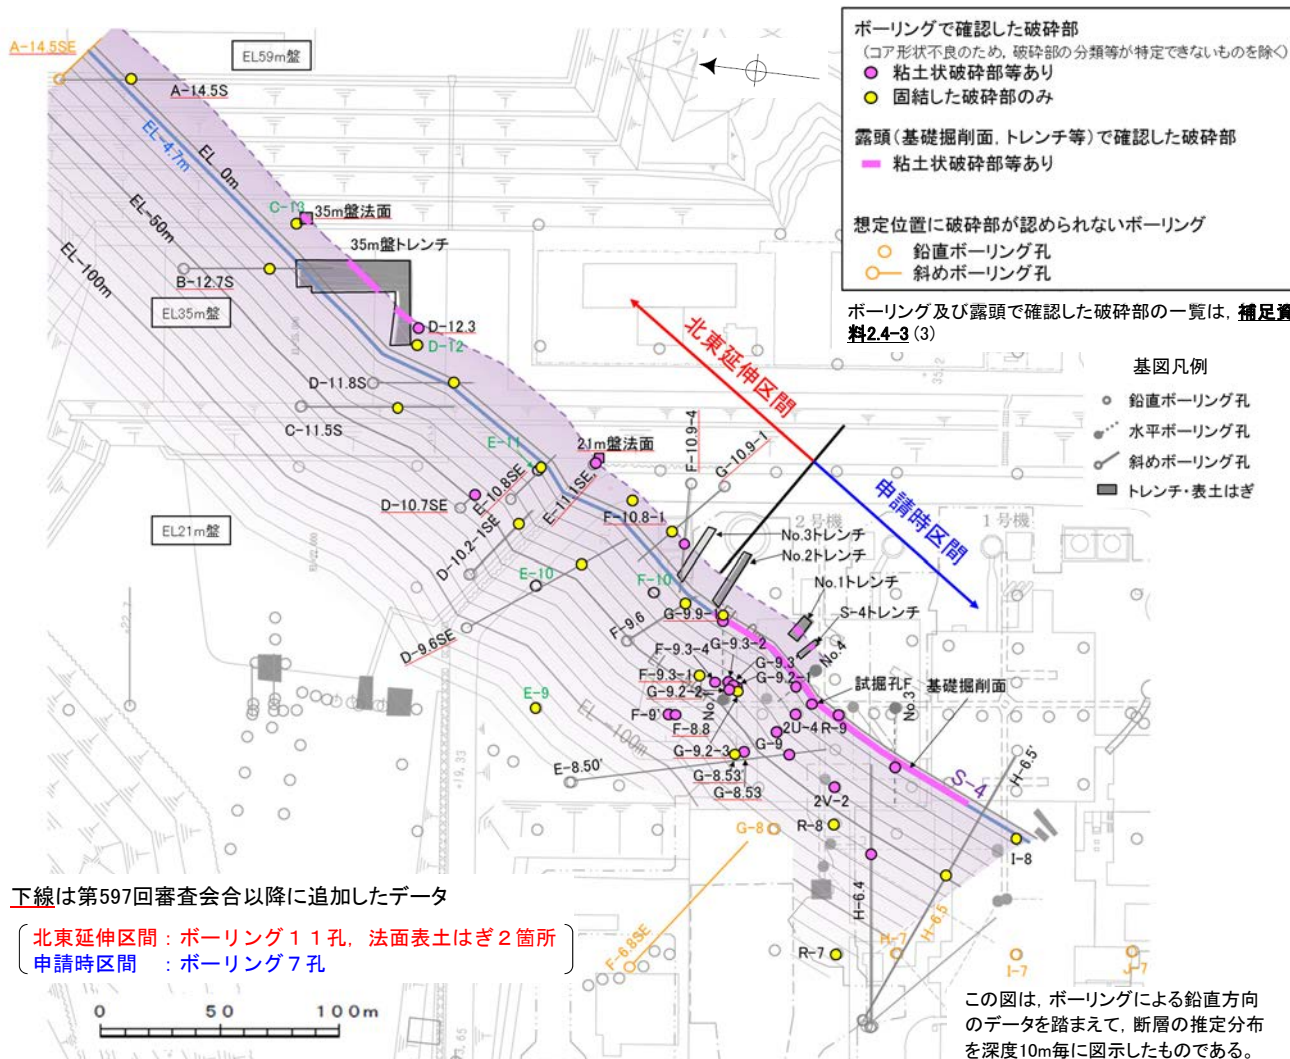 A-14.5SE
EL59m盤
A-14.5S
EL-4.7m
EL-0m
EL-50m
EL-100m
C-13
35m盤法面
35m盤トレンチ
B-12.7S
EL35m盤
D-12.3
D-12
D-11.8S
C-11.5S
E-11
21m盤法面
E-10.8SE
E-11.1SE
D-10.7SE
D-10.2-1SE
EL21m盤
E-10
D-9.6SE
F-10.8-1
F-10.9-4
G-10.9-1
F-10
F-9.6
No.3トレンチ
No.2トレンチ
No.1トレンチ
S-4トレンチ
2号機
1号機
北東延伸区間
申請時区間
G-9.9-1
G-9.3-2
F-9.3-4
G-9.3
F-9.3-1
G-9.2-1
G-9.2-2
No.4
試掘孔F
基礎掘削面
No.3
E-9
F-9'
F-8.8
2U-4
R-9
G-9
G-9.2-3
EL-100m
E-8.50'
G-8.53'
G-8.53
2V-2
S-4
H-6.5'
G-8
R-8
I-8
H-6.4
H-6.5
F-6.8SE
R-7
H-7
I-7
J-7
35.2
ボーリングで確認した破砕部
(コア形状不良のため，破砕部の分類等が特定できないものを除く)
粘土状破砕部等あり
固結した破砕部のみ
露頭(基礎掘削面，トレンチ等)で確認した破砕部
粘土状破砕部等あり
想定位置に破砕部が認められないボーリング
鉛直ボーリング孔
斜めボーリング孔
ボーリング及び露頭で確認した破砕部の一覧は，補足資
料2.4-3(3)
基図凡例
鉛直ボーリング孔
水平ボーリング孔
斜めボーリング孔
トレンチ・表土はぎ
下線は第597回審査会合以降に追加したデータ
北東延伸区間：ボーリング１１孔，法面表土はぎ２箇所
申請時区間　：ボーリング７孔
0 50 100m
この図は，ボーリングによる鉛直方向
のデータを踏まえて，断層の推定分布
を深度10m毎に図示したものである。